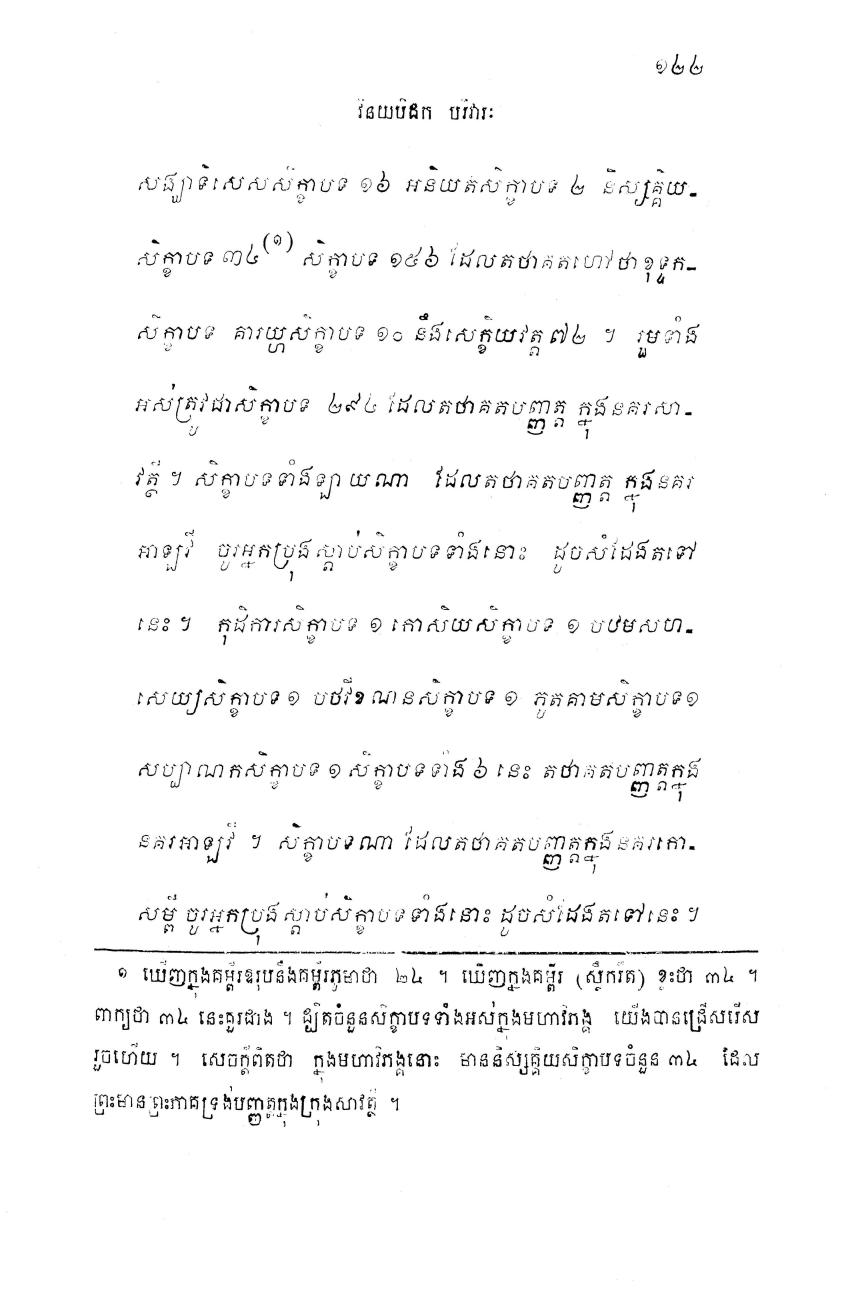 ១៤៤
វិនយបិដក បរិវារៈ
សង្ឃាទិសេសសិក្ខាបទ ១៦ អនិយតសិក្ខាបទ ២ និស្សគ្គិយ-
សិក្ខាបទ ៣៤(១) សិក្ខាបទ ១៥៦ ដែលតថាគតហៅថាខុទ្ទក-
សិក្ខាបទ គារយ្ហសិក្ខាបទ ១០ នឹងសេក្ខិយវត្ត ៧២ ។ រួមទាំង
អស់ត្រូវជាសិក្ខាបទ ២៩៤ ដែលតថាគតបញ្ញត្ត ក្នុងនគរសា-
វត្ថី ។ សិក្ខាបទទាំងឡាយណា ដែលតថាគតបញ្ញត្ត ក្នុងនគរ
អាឡវី ចូរអ្នកប្រុងស្តាប់សិក្ខាបទទាំងនោះ ដូចសំដែងតទៅ
នេះ ។ កុដិការសិក្ខាបទ ១ កោសិយសិក្ខាបទ ១ បឋមសហ-
សេយ្យសិក្ខាបទ ១ បឋវីខណនសិក្ខាបទ ១ ភូតគាមសិក្ខាបទ ១
សប្បាណកសិក្ខាបទ ១ សិក្ខាបទទាំង ៦ នេះ តថាគតបញ្ញត្តក្នុង
នគរអាឡវី ។ សិក្ខាបទណា ដែលតថាគតបញ្ញត្តក្នុងនគរកោ-
សម្ពី ចូរអ្នកប្រុងស្តាប់សិក្ខាបទទាំងនោះ ដូចសំដែងតទៅនេះ ។
១ ឃើញក្នុងគម្ពីរឧរុបនឹងគម្ពីរភូមាថា ២៤ ។ ឃើញក្នុងគម្ពីរ (ស្លឹករឹត) ខ្លះថា ៣៤ ។
ពាក្យថា ៣៤ នេះគួរជាង ។ ដ្បិតចំនួនសិក្ខាបទទាំងអស់ក្នុងមហាវិភង្គ យើងបានជ្រើសរើស
រួចហើយ ។ សេចក្តីពិតថា ក្នុងមហាវិភង្គនោះ មាននិស្សគ្គិយសិក្ខាបទចំនួន ៣៤ ដែល
ព្រះមានព្រះភាគទ្រង់បញ្ញត្តក្នុងក្រុងសាវត្ថី ។